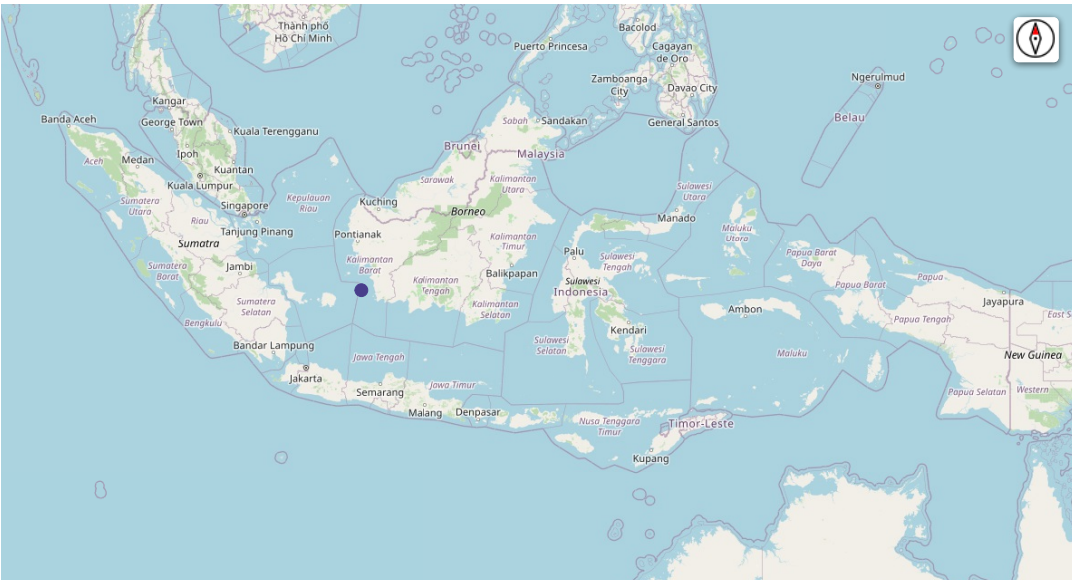 Thành phố
Hồ Chí Minh
Bacolod
Puerto Princesa
Cagayan
de Oro
Zamboanga
City
Davao City
Ngerulmud
Kangar
Banda Aceh
George Town
Kuala Terengganu
Sabah
Sandakan
General Santos
Belau
Brunei
Malaysia
Ipoh
Aceh
Medan
Kuantan
Kuala Lumpur
Sarawak
Kalimantan
Utara
Sulawesi
Utara
Sumatera
Utara
Kepulauan
Riau
Kuching
Singapore
Borneo
Manado
Riau
Tanjung Pinang
Pontianak
Maluku
Utara
Sumatra
Kalimantan
Timur
Palu
Papua Barat
Daya
Sumatera
Barat
Jambi
Kalimantan
Barat
Sulawesi
Tengah
Balikpapan
Kalimantan
Tengah
Sulawesi
Indonesia
Papua
Papua Barat
Jayapura
Sumatera
Selatan
Kalimantan
Selatan
Ambon
East S
Papua Tengah
Bengkulu
Kendari
Bandar Lampung
Sulawesi
Selatan
Sulawesi
Tenggara
Jawa Tengah
Maluku
New Guinea
Jakarta
Semarang
Jawa Timur
Papua Selatan
Western
Malang
Denpasar
Nusa Tenggara
Timur
Timor-Leste
Kupang